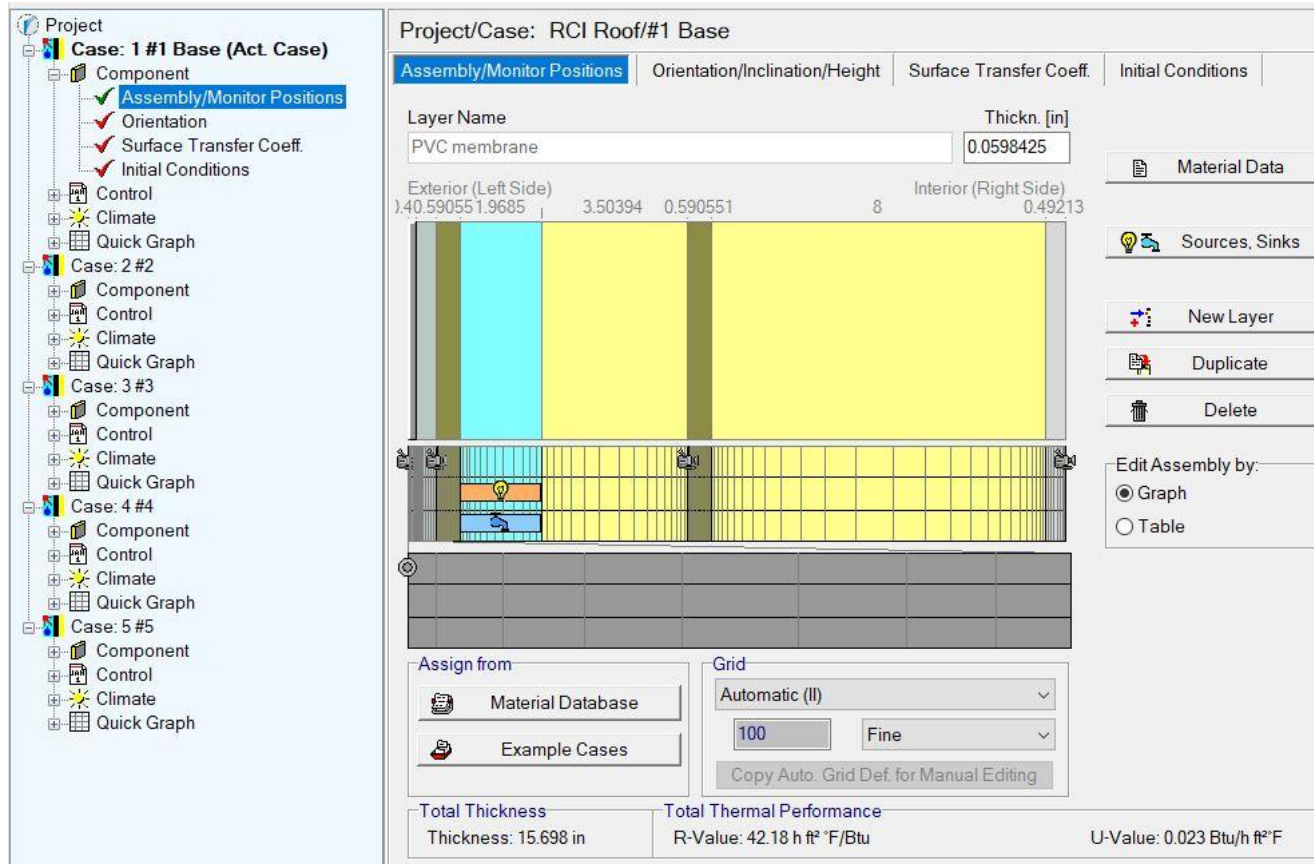 Project
Case: 1 #1 Base (Act. Case)
Component
Assembly/Monitor Positions
Orientation
Surface Transfer Coeff.
Initial Conditions
Control
Climate
Quick Graph
Case: 2 #2
Component
Control
Climate
Quick Graph
Case: 3 #3
Component
Control
Climate
Quick Graph
Case: 4 #4
Component
Control
Climate
Quick Graph
Case: 5 #5
Component
Control
Climate
Quick Graph
Project/Case: RCI Roof/#1 Base
Assembly/Monitor Positions Orientation/Inclination/Height Surface Transfer Coeff. Initial Conditions
Layer Name Thickn. [in]
PVC membrane 0.0598425
Exterior (Left Side) Interior (Right Side)
0.590551 1.9685 3.50394 0.590551 8 0.49213
Material Data
Sources, Sinks
New Layer
Duplicate
Delete
Edit Assembly by:
Graph
Table
Assign from
Material Database
Example Cases
Grid
Automatic (II)
100 Fine
Copy Auto. Grid Def. for Manual Editing
Total Thickness
Thickness: 15.698 in
Total Thermal Performance
R-Value: 42.18 h ft² °F/Btu U-Value: 0.023 Btu/h ft²°F